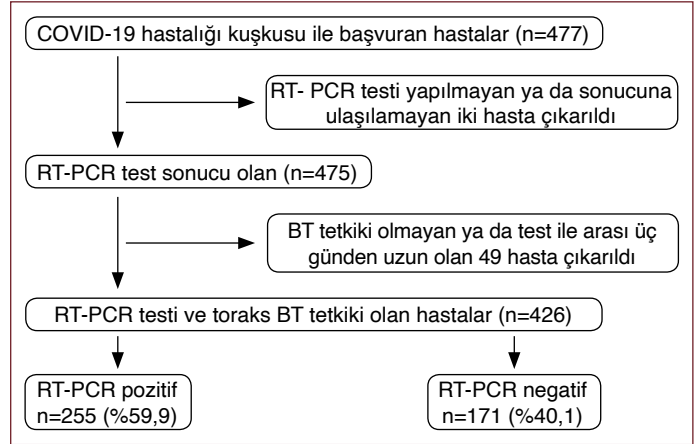 COVID-19 hastalığı kuşkusu ile başvuran hastalar (n=477)
RT- PCR testi yapılmayan ya da sonucuna
ulaşılamayan iki hasta çıkarıldı
RT-PCR test sonucu olan (n=475)
BT tetkiki olmayan ya da test ile arası üç
günden uzun olan 49 hasta çıkarıldı
RT-PCR testi ve toraks BT tetkiki olan hastalar (n=426)
RT-PCR pozitif
n=255 (%59,9)
RT-PCR negatif
n=171 (%40,1)